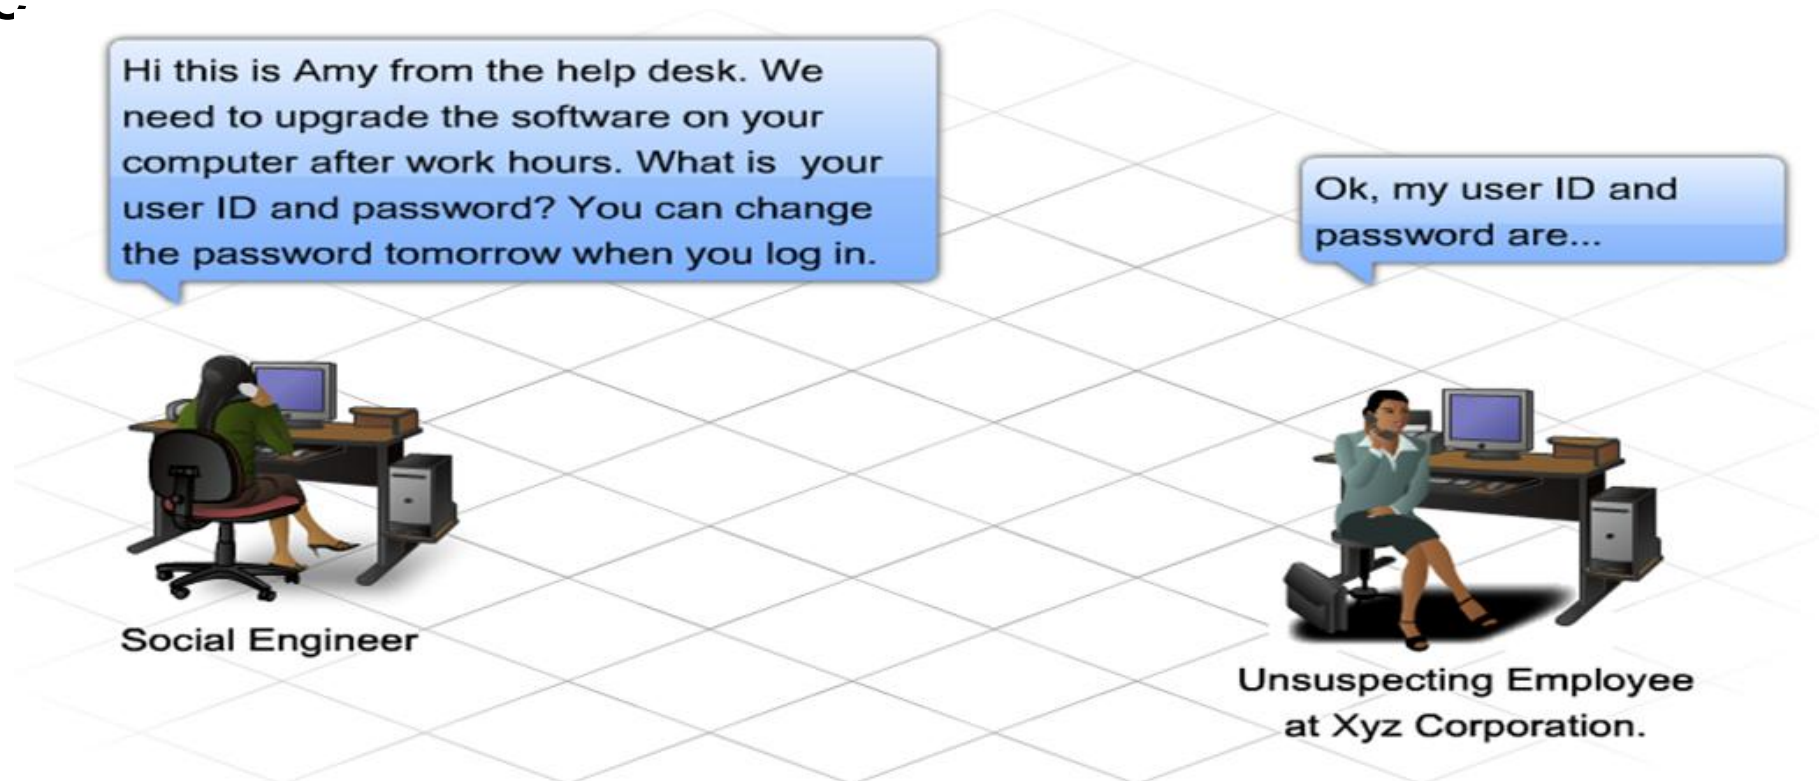 Hi this is Amy from the help desk. We
need to upgrade the software on your
computer after work hours. What is  your
user ID and password? You can change
the password tomorrow when you log in.
Ok, my user ID and
password are...
Social Engineer
Unsuspecting Employee
at Xyz Corporation.